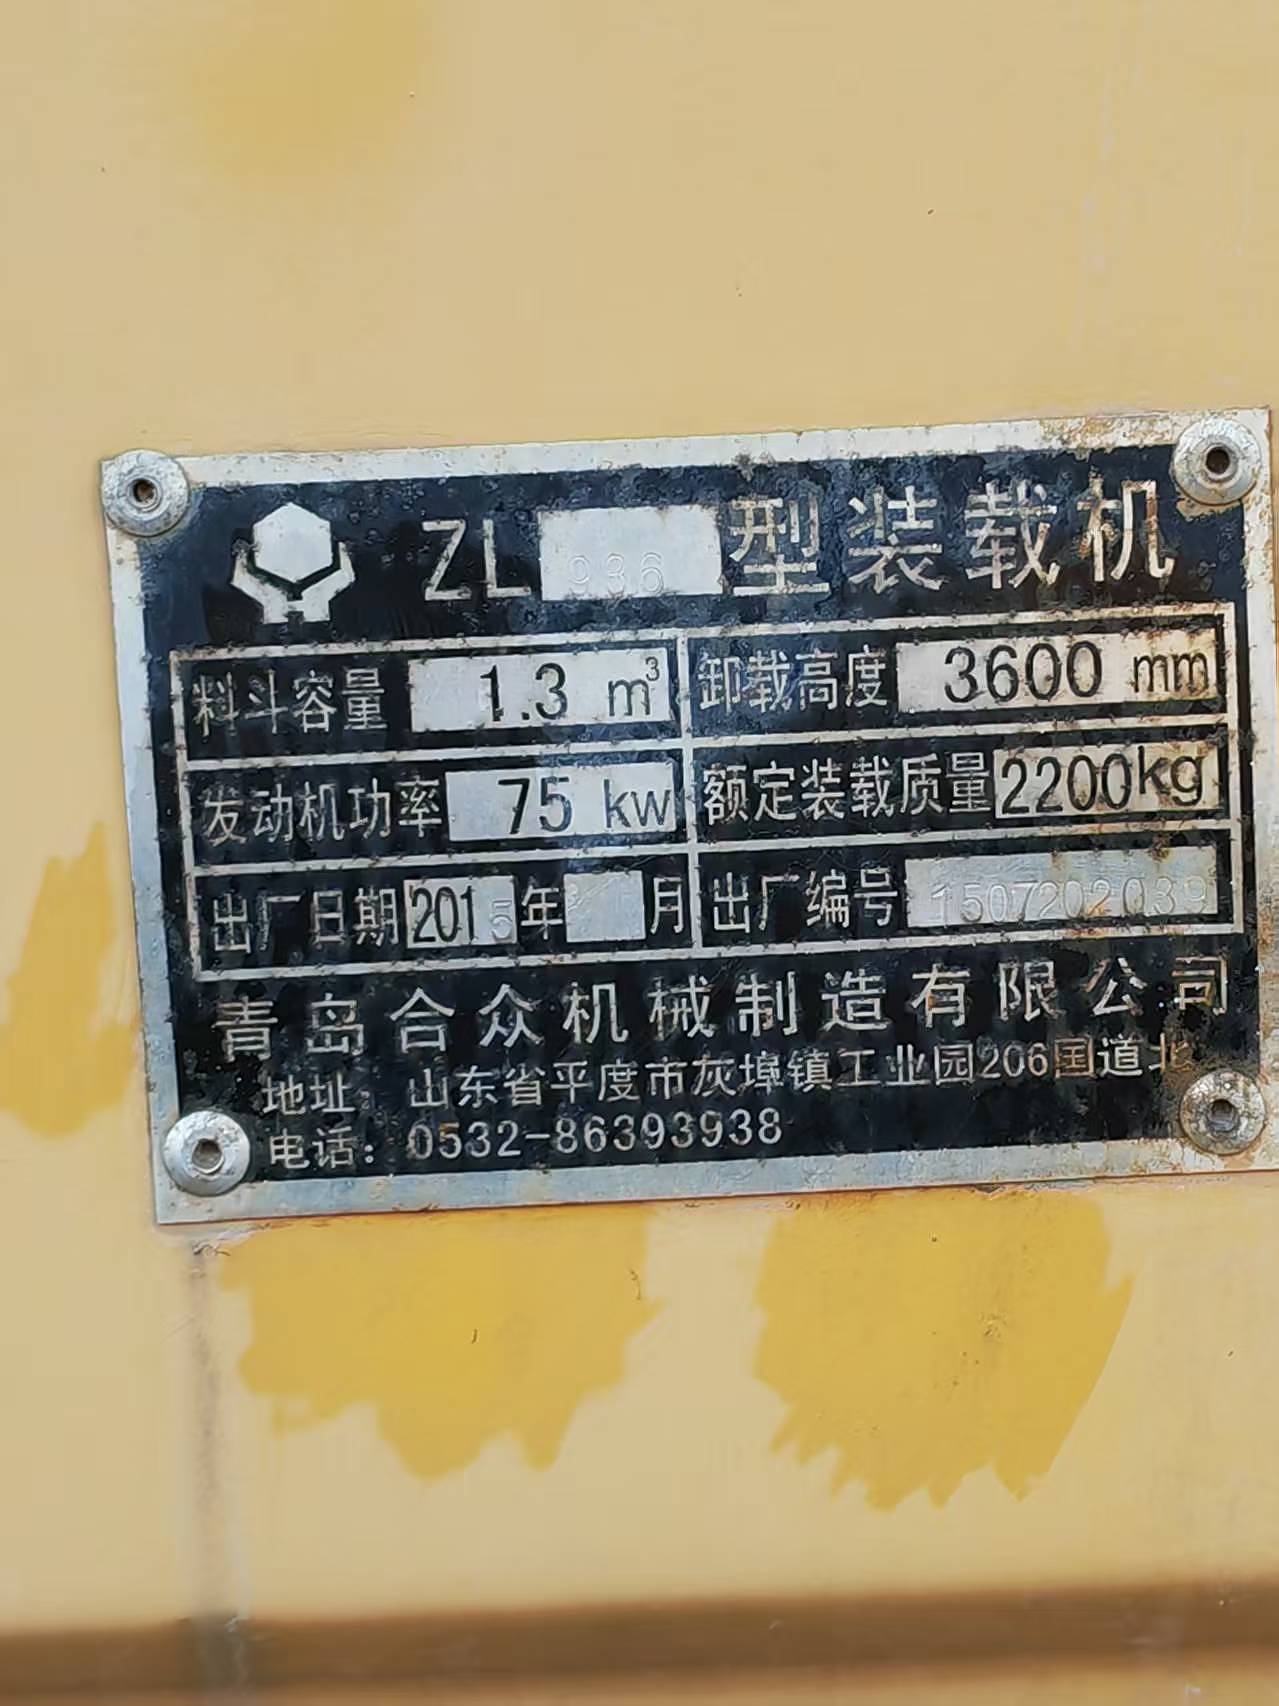 ZL 936 型装载机
料斗容量 1.3 m³ 卸载高度 3600 mm
发动机功率 75 kw 额定装载质量 2200kg
出厂日期 2015 年 月 出厂编号 1507202039
青岛合众机械制造有限公司
地址: 山东省平度市灰埠镇工业园206国道北
电话: 0532-86393938